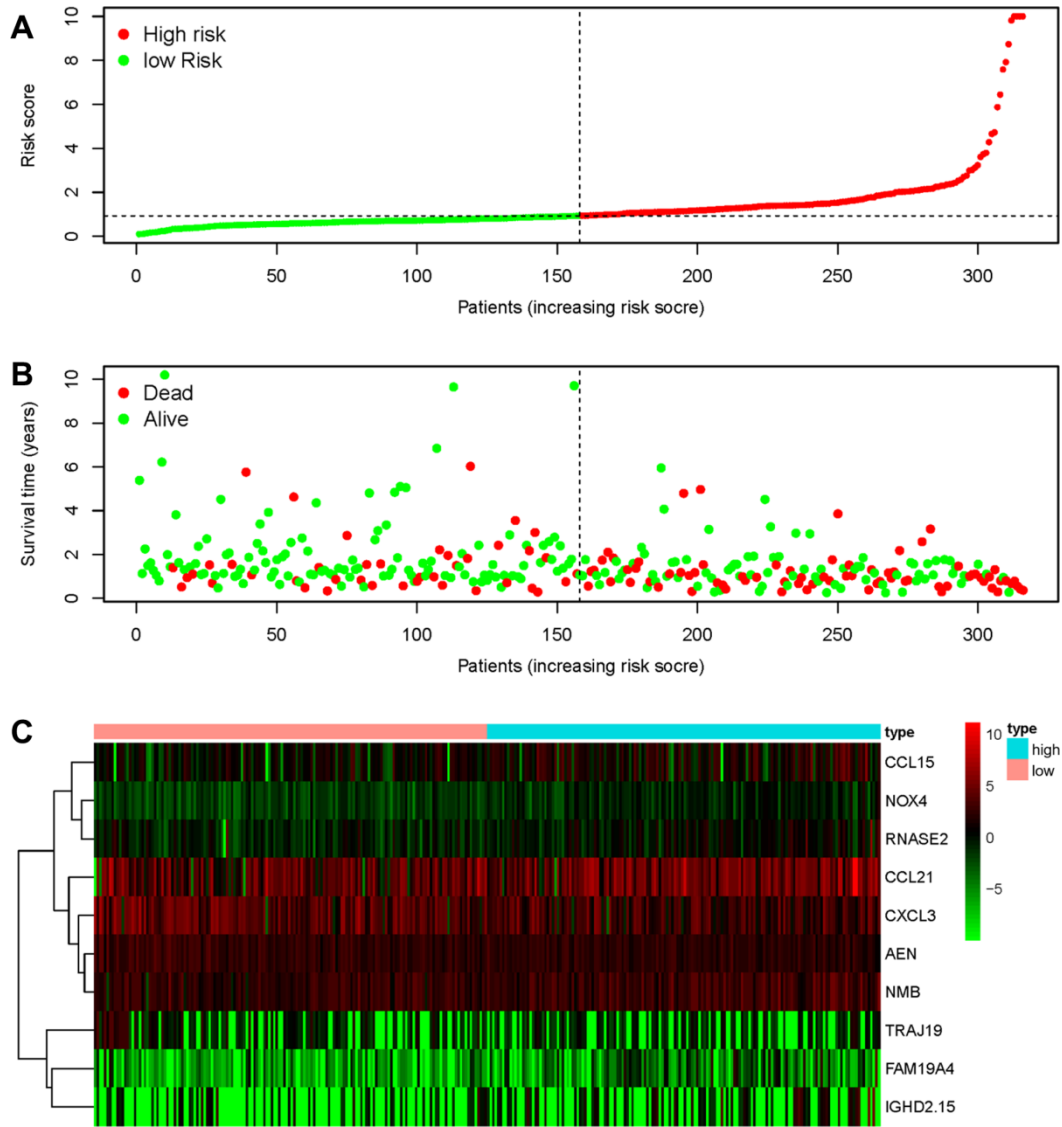 A
High risk
low Risk
Risk score
0
2
4
6
8
10
0 50 100 150 200 250 300
Patients (increasing risk socre)
B
Dead
Alive
Survival time (years)
0
2
4
6
8
10
0 50 100 150 200 250 300
Patients (increasing risk socre)
C
type
CCL15
NOX4
RNASE2
CCL21
CXCL3
AEN
NMB
TRAJ19
FAM19A4
IGHD2.15
10
5
0
−5
type
high
low